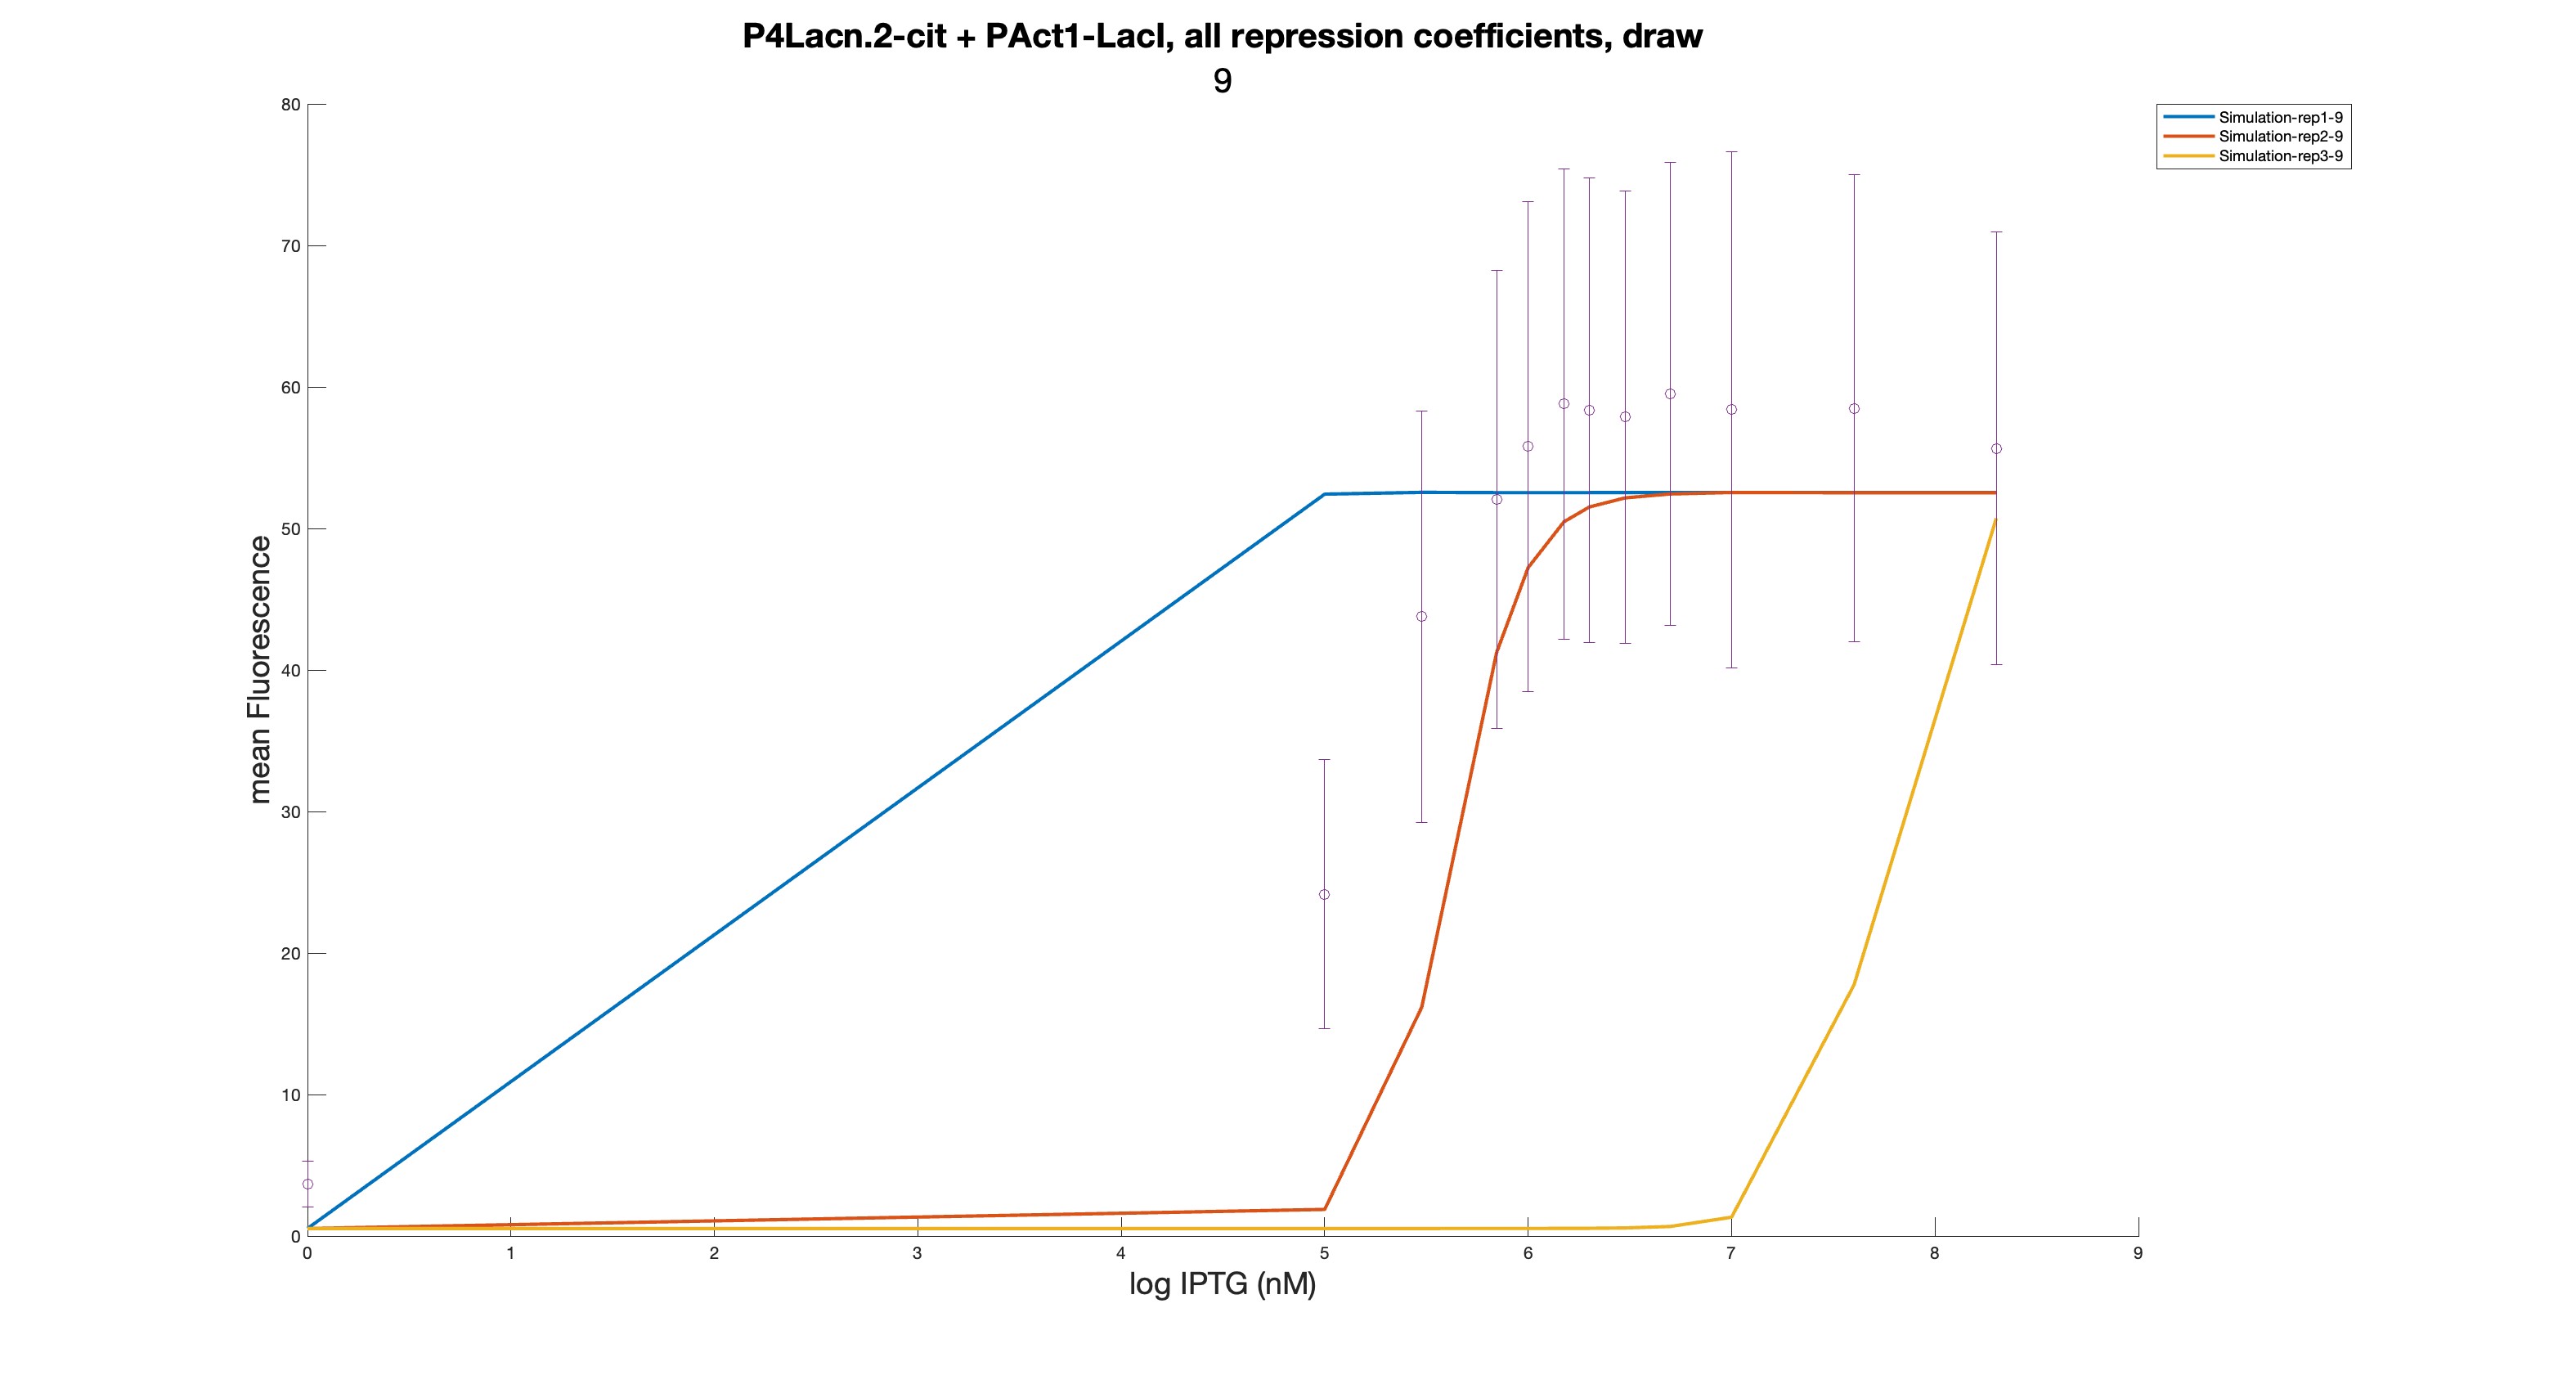 P4Lacn.2-cit + PAct1-LacI, all repression coefficients, draw
9
Simulation-rep1-9
Simulation-rep2-9
Simulation-rep3-9
mean Fluorescence
80
70
60
50
40
30
20
10
0
0 1 2 3 4 5 6 7 8 9
log IPTG (nM)